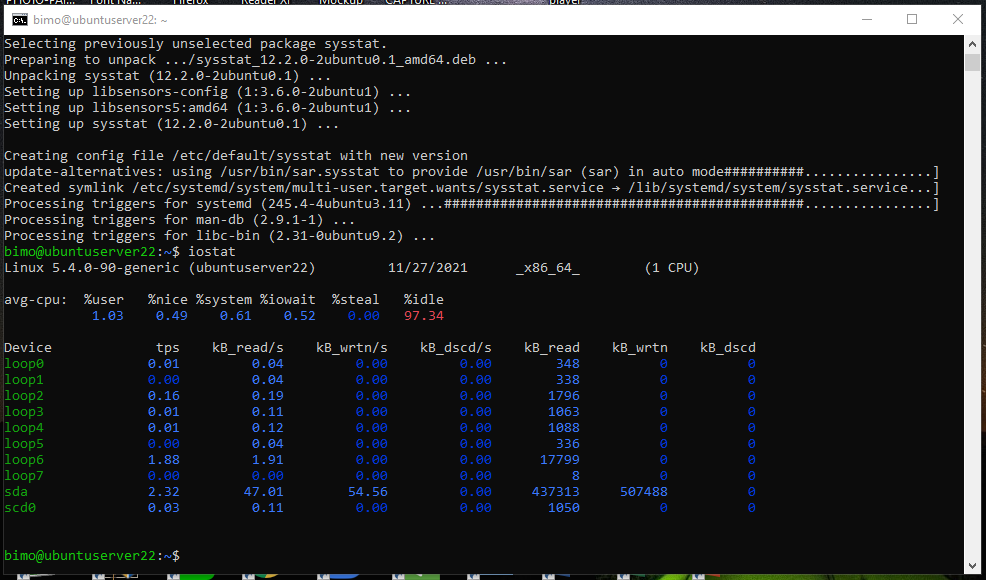 PHOTO-PAI... Font Na... Firefox Reader XI Mockup CAPTURE... player
bimo@ubuntuserver22: ~
Selecting previously unselected package sysstat.
Preparing to unpack .../sysstat_12.2.0-2ubuntu0.1_amd64.deb ...
Unpacking sysstat (12.2.0-2ubuntu0.1) ...
Setting up libsensors-config (1:3.6.0-2ubuntu1) ...
Setting up libsensors5:amd64 (1:3.6.0-2ubuntu1) ...
Setting up sysstat (12.2.0-2ubuntu0.1) ...
Creating config file /etc/default/sysstat with new version
update-alternatives: using /usr/bin/sar.sysstat to provide /usr/bin/sar (sar) in auto mode##########................]
Created symlink /etc/systemd/system/multi-user.target.wants/sysstat.service → /lib/systemd/system/sysstat.service...]
Processing triggers for systemd (245.4-4ubuntu3.11) ...#############################################................]
Processing triggers for man-db (2.9.1-1) ...
Processing triggers for libc-bin (2.31-0ubuntu9.2) ...
bimo@ubuntuserver22:~$ iostat
Linux 5.4.0-90-generic (ubuntuserver22) 11/27/2021 _x86_64_ (1 CPU)
avg-cpu: %user %nice %system %iowait %steal %idle
1.03 0.49 0.61 0.52 0.00 97.34
Device tps kB_read/s kB_wrtn/s kB_dscd/s kB_read kB_wrtn kB_dscd
loop0 0.01 0.04 0.00 0.00 348 0 0
loop1 0.00 0.04 0.00 0.00 338 0 0
loop2 0.16 0.19 0.00 0.00 1796 0 0
loop3 0.01 0.11 0.00 0.00 1063 0 0
loop4 0.01 0.12 0.00 0.00 1088 0 0
loop5 0.00 0.04 0.00 0.00 336 0 0
loop6 1.88 1.91 0.00 0.00 17799 0 0
loop7 0.00 0.00 0.00 0.00 8 0 0
sda 2.32 47.01 54.56 0.00 437313 507488 0
scd0 0.03 0.11 0.00 0.00 1050 0 0
bimo@ubuntuserver22:~$